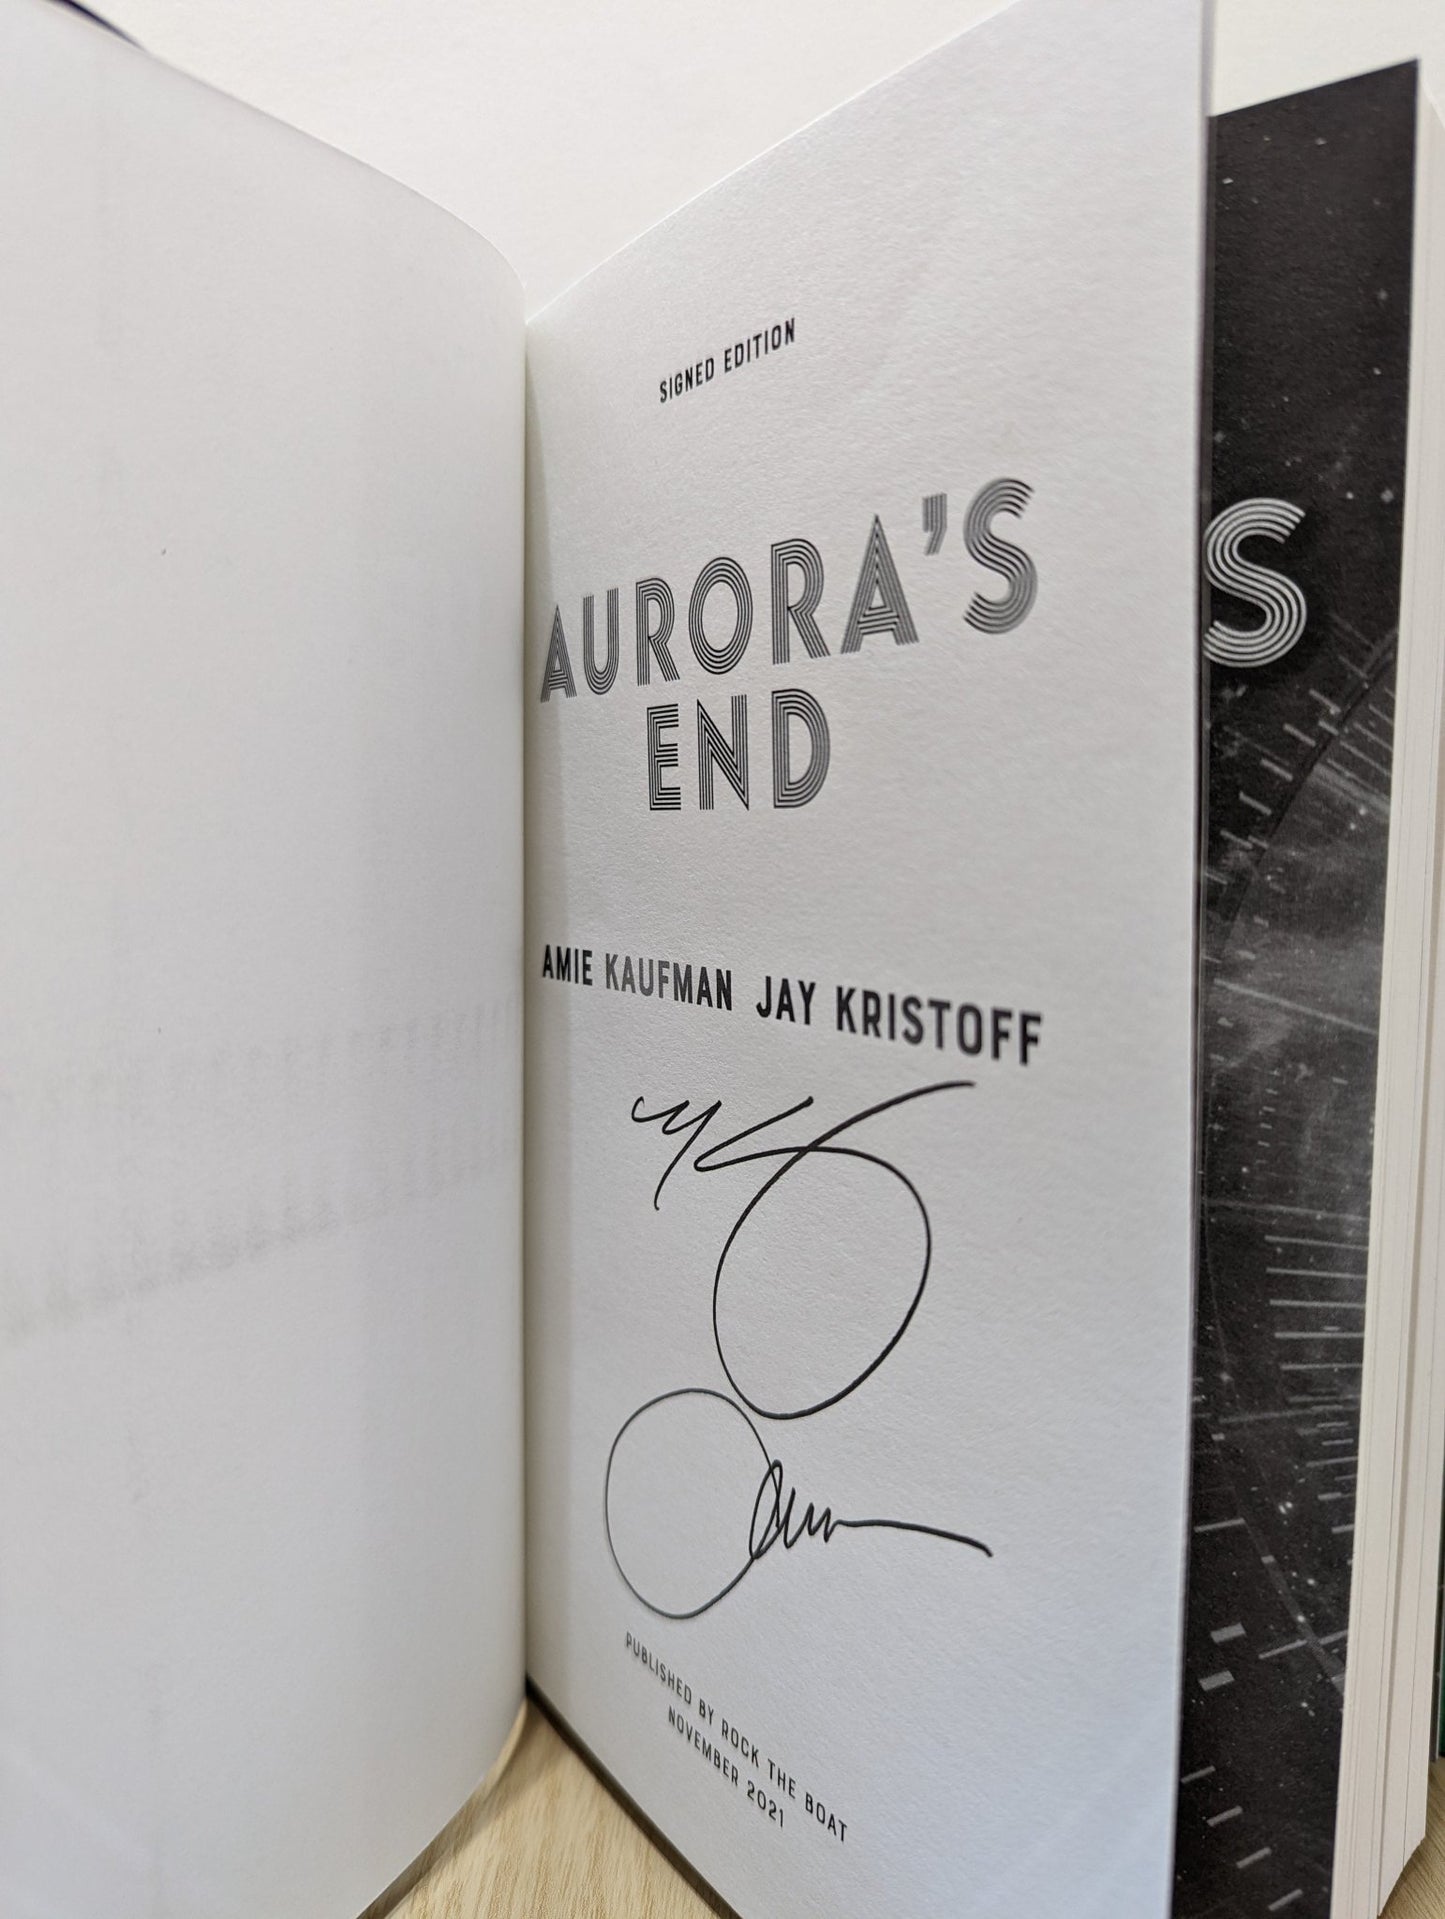 SIGNED EDITION
AURORA'S
END
AMIE KAUFMAN JAY KRISTOFF
PUBLISHED BY ROCK THE BOAT
NOVEMBER 2021
S